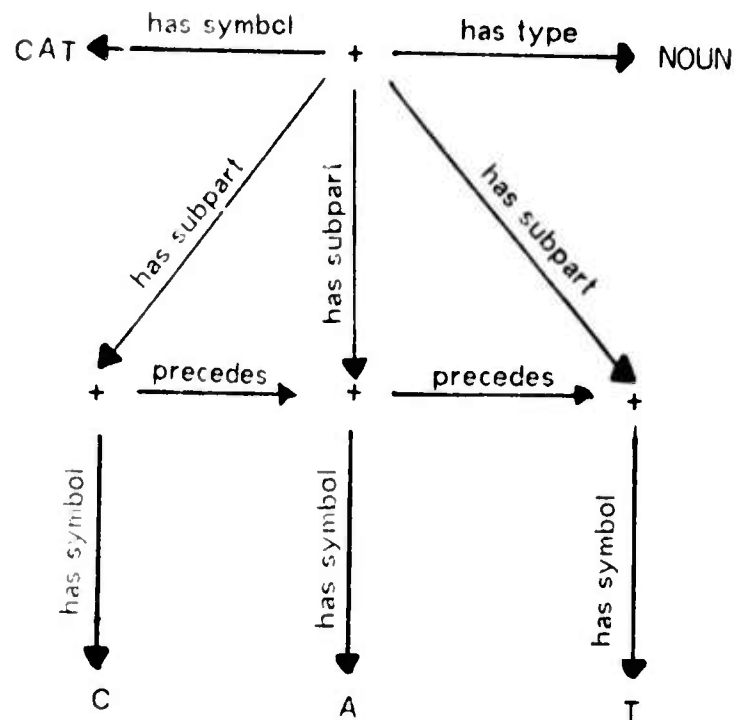 has symbol
has type
CAT
+
NOUN
has subpart
has subpart
has subpart
precedes
precedes
+
+
+
has symbol
has symbol
has symbol
C
A
T